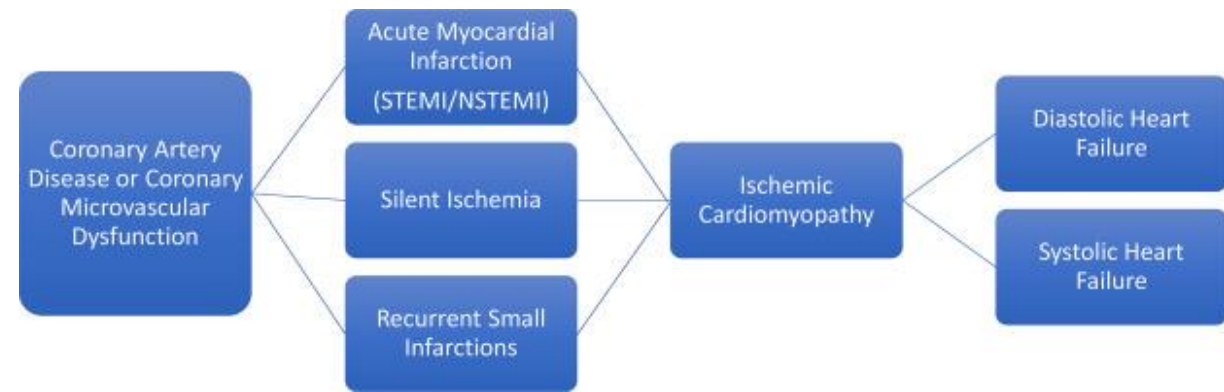 Coronary Artery
Disease or Coronary
Microvascular
Dysfunction
Acute Myocardial
Infarction
(STEMI/NSTEMI)
Silent Ischemia
Recurrent Small
Infarctions
Ischemic
Cardiomyopathy
Diastolic Heart
Failure
Systolic Heart
Failure